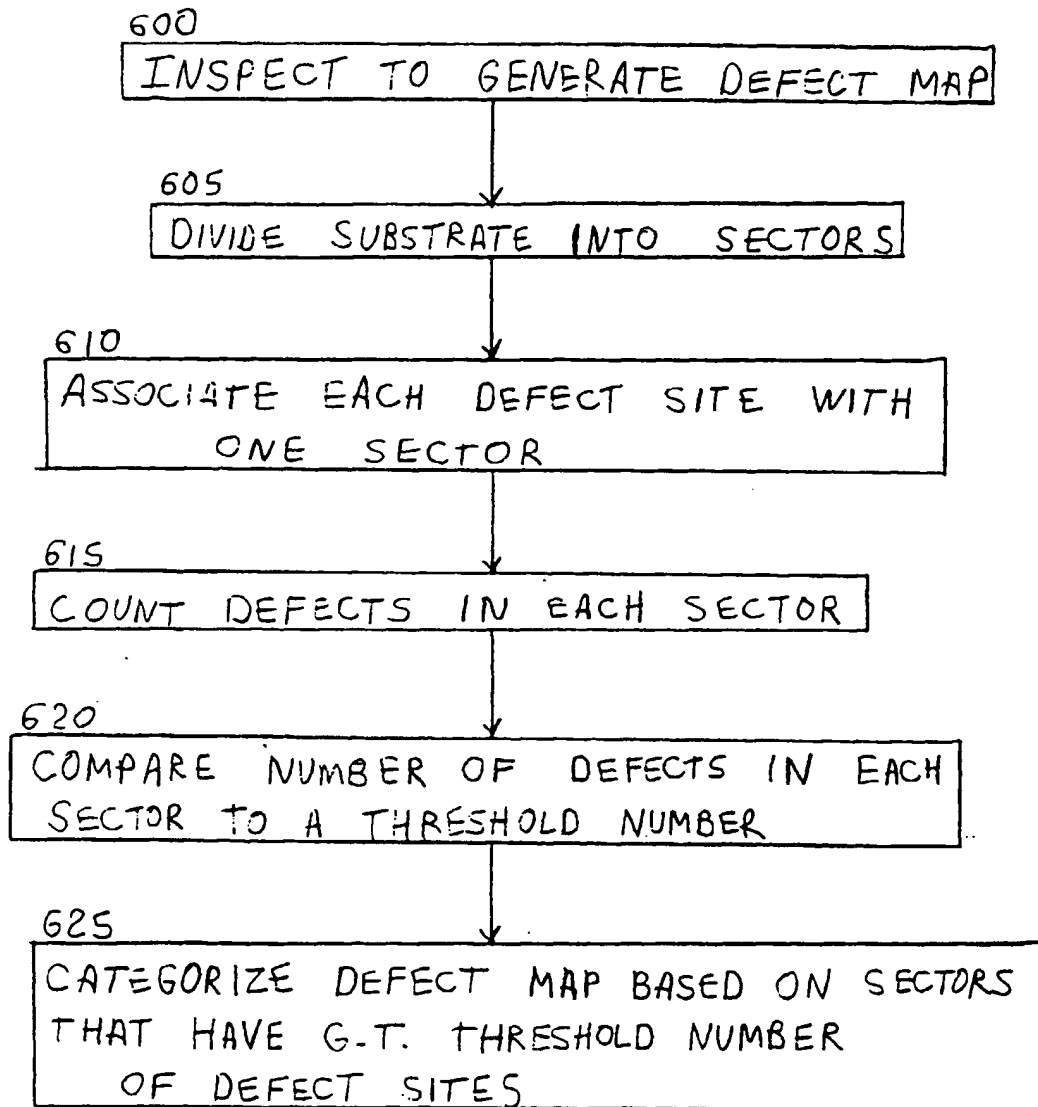 600
INSPECT TO GENERATE DEFECT MAP
605
DIVIDE SUBSTRATE INTO SECTORS
610
ASSOCIATE EACH DEFECT SITE WITH
ONE SECTOR
615
COUNT DEFECTS IN EACH SECTOR
620
COMPARE NUMBER OF DEFECTS IN EACH
SECTOR TO A THRESHOLD NUMBER
625
CATEGORIZE DEFECT MAP BASED ON SECTORS
THAT HAVE G.T. THRESHOLD NUMBER
OF DEFECT SITES